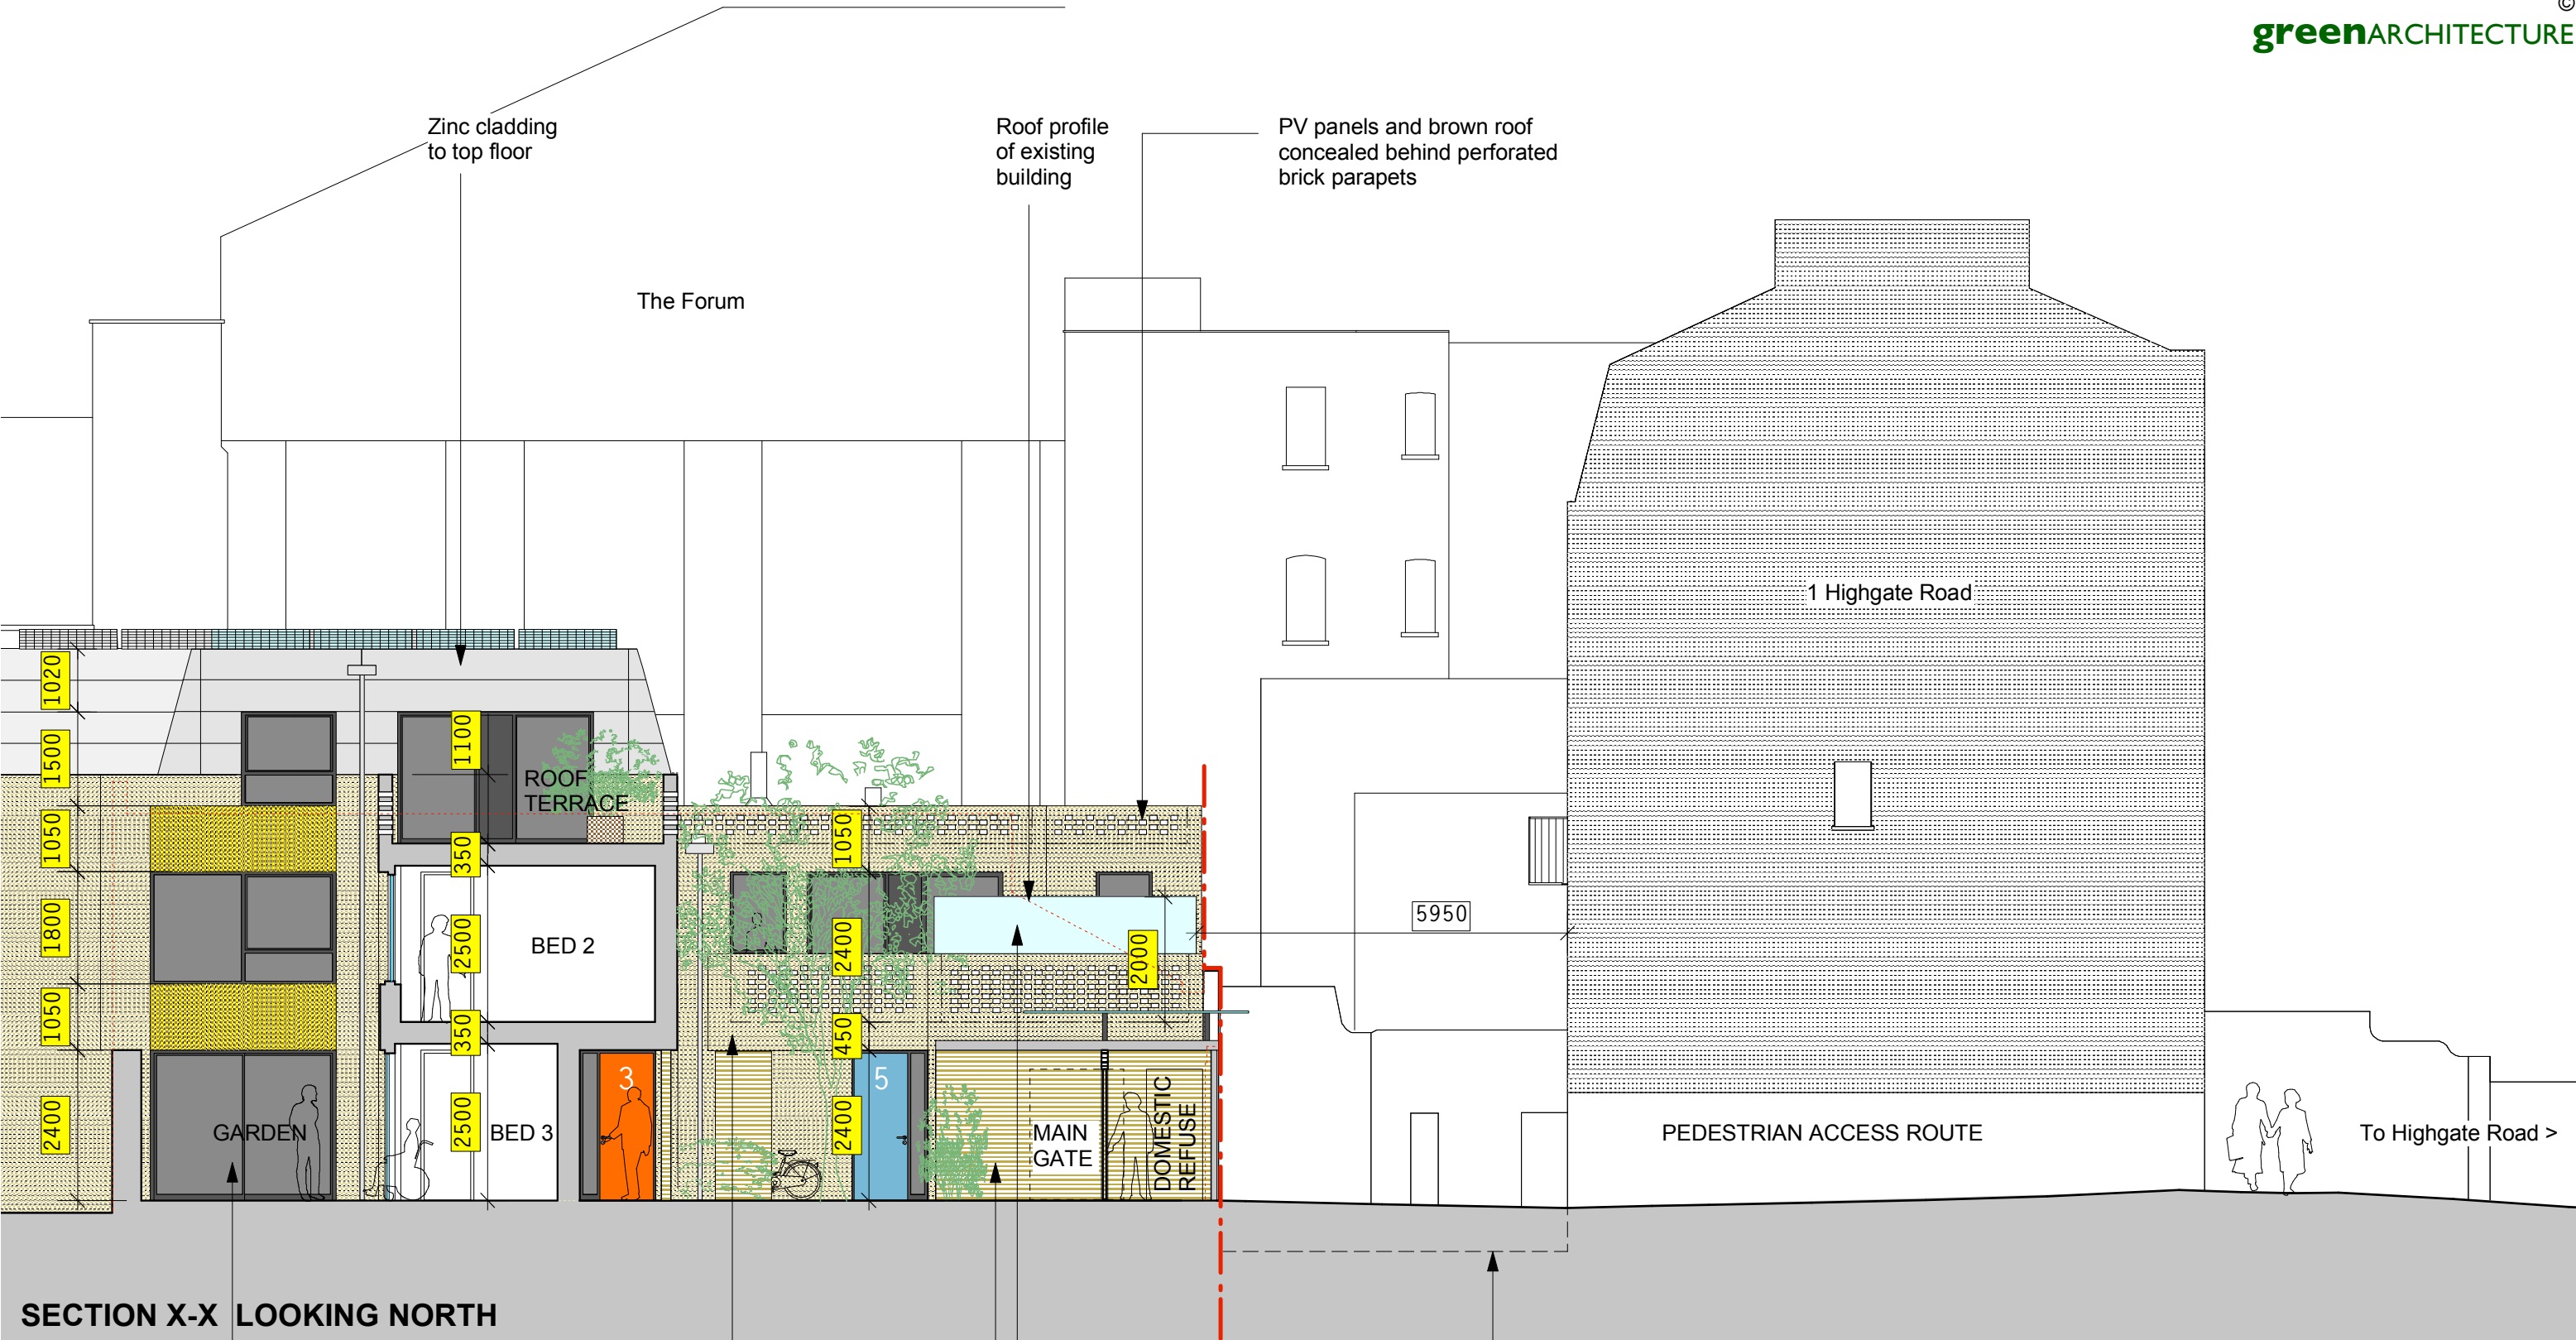 ©
greenARCHITECTURE
Zinc cladding
to top floor
Roof profile
of existing
building
PV panels and brown roof
concealed behind perforated
brick parapets
The Forum
1 Highgate Road
1020
1500
1050
1800
1050
2400
1100
350
2500
350
2500
ROOF
TERRACE
BED 2
BED 3
GARDEN
3
1050
2400
450
2400
5
2000
5950
MAIN
GATE
DOMESTIC
REFUSE
PEDESTRIAN ACCESS ROUTE
To Highgate Road >
SECTION X-X LOOKING NORTH